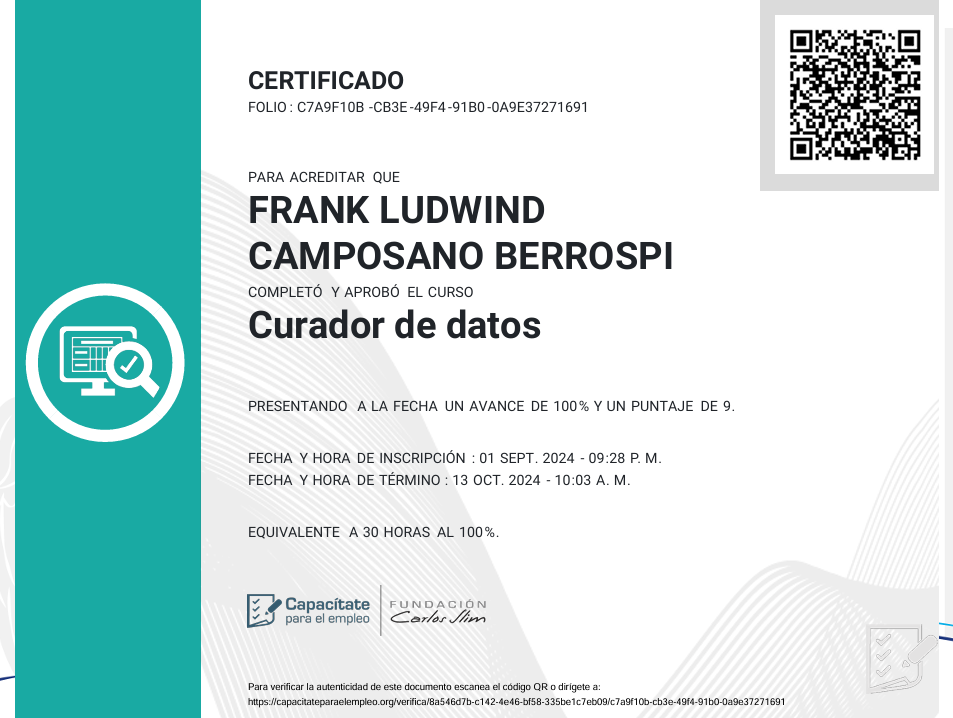 CERTIFICADO
FOLIO : C7A9F10B -CB3E-49F4-91B0-0A9E37271691
PARA ACREDITAR QUE
FRANK LUDWIND
CAMPOSANO BERROSPI
COMPLETÓ Y APROBÓ EL CURSO
Curador de datos
PRESENTANDO A LA FECHA UN AVANCE DE 100% Y UN PUNTAJE DE 9.
FECHA Y HORA DE INSCRIPCIÓN : 01 SEPT. 2024 - 09:28 P. M.
FECHA Y HORA DE TÉRMINO : 13 OCT. 2024 - 10:03 A. M.
EQUIVALENTE A 30 HORAS AL 100%.
Capacítate
para el empleo
FUNDACIÓN
Carlos Slim
Para verificar la autenticidad de este documento escanea el código QR o dirígete a:
https://capacitateparaelempleo.org/verifica/8a546d7b-c142-4e46-bf58-335be1c7eb09/c7a9f10b-cb3e-49f4-91b0-0a9e37271691